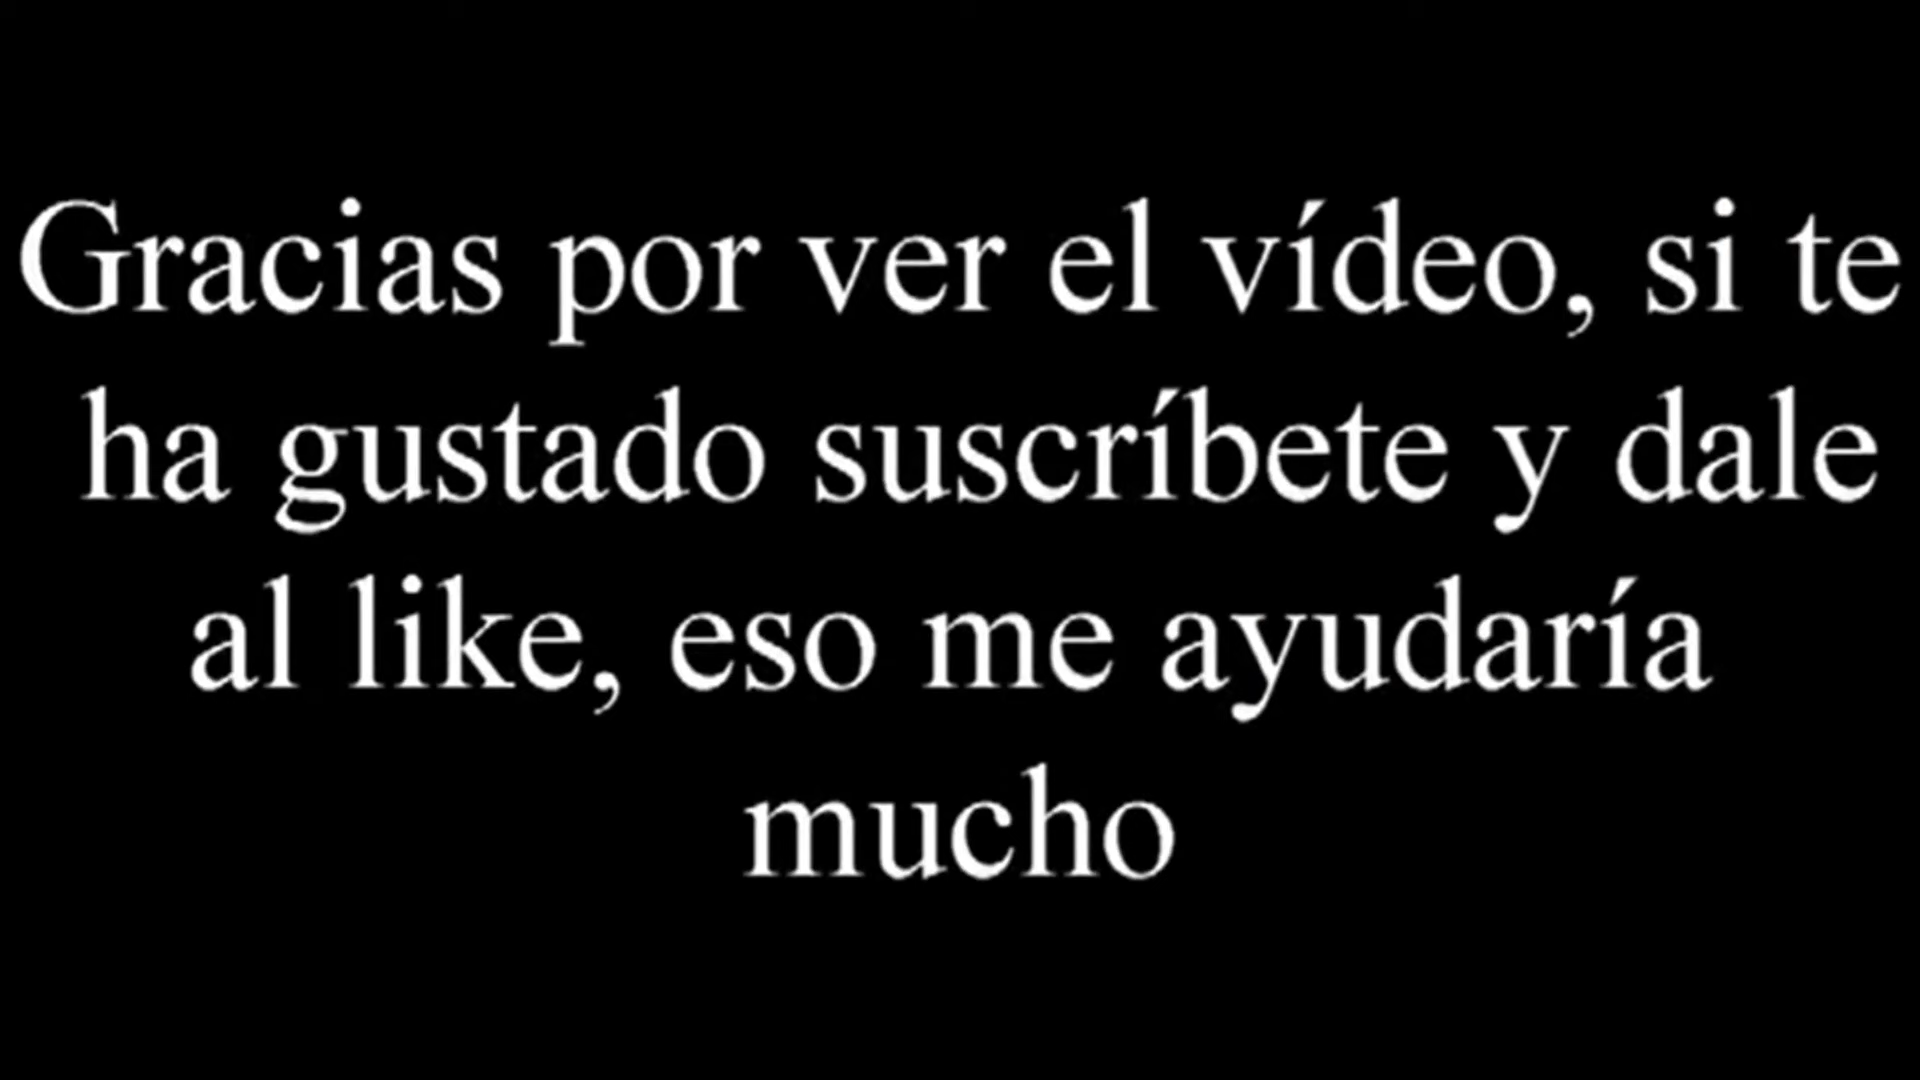 Gracias por ver el vídeo, si te
ha gustado suscríbete y dale
al like, eso me ayudaría
mucho